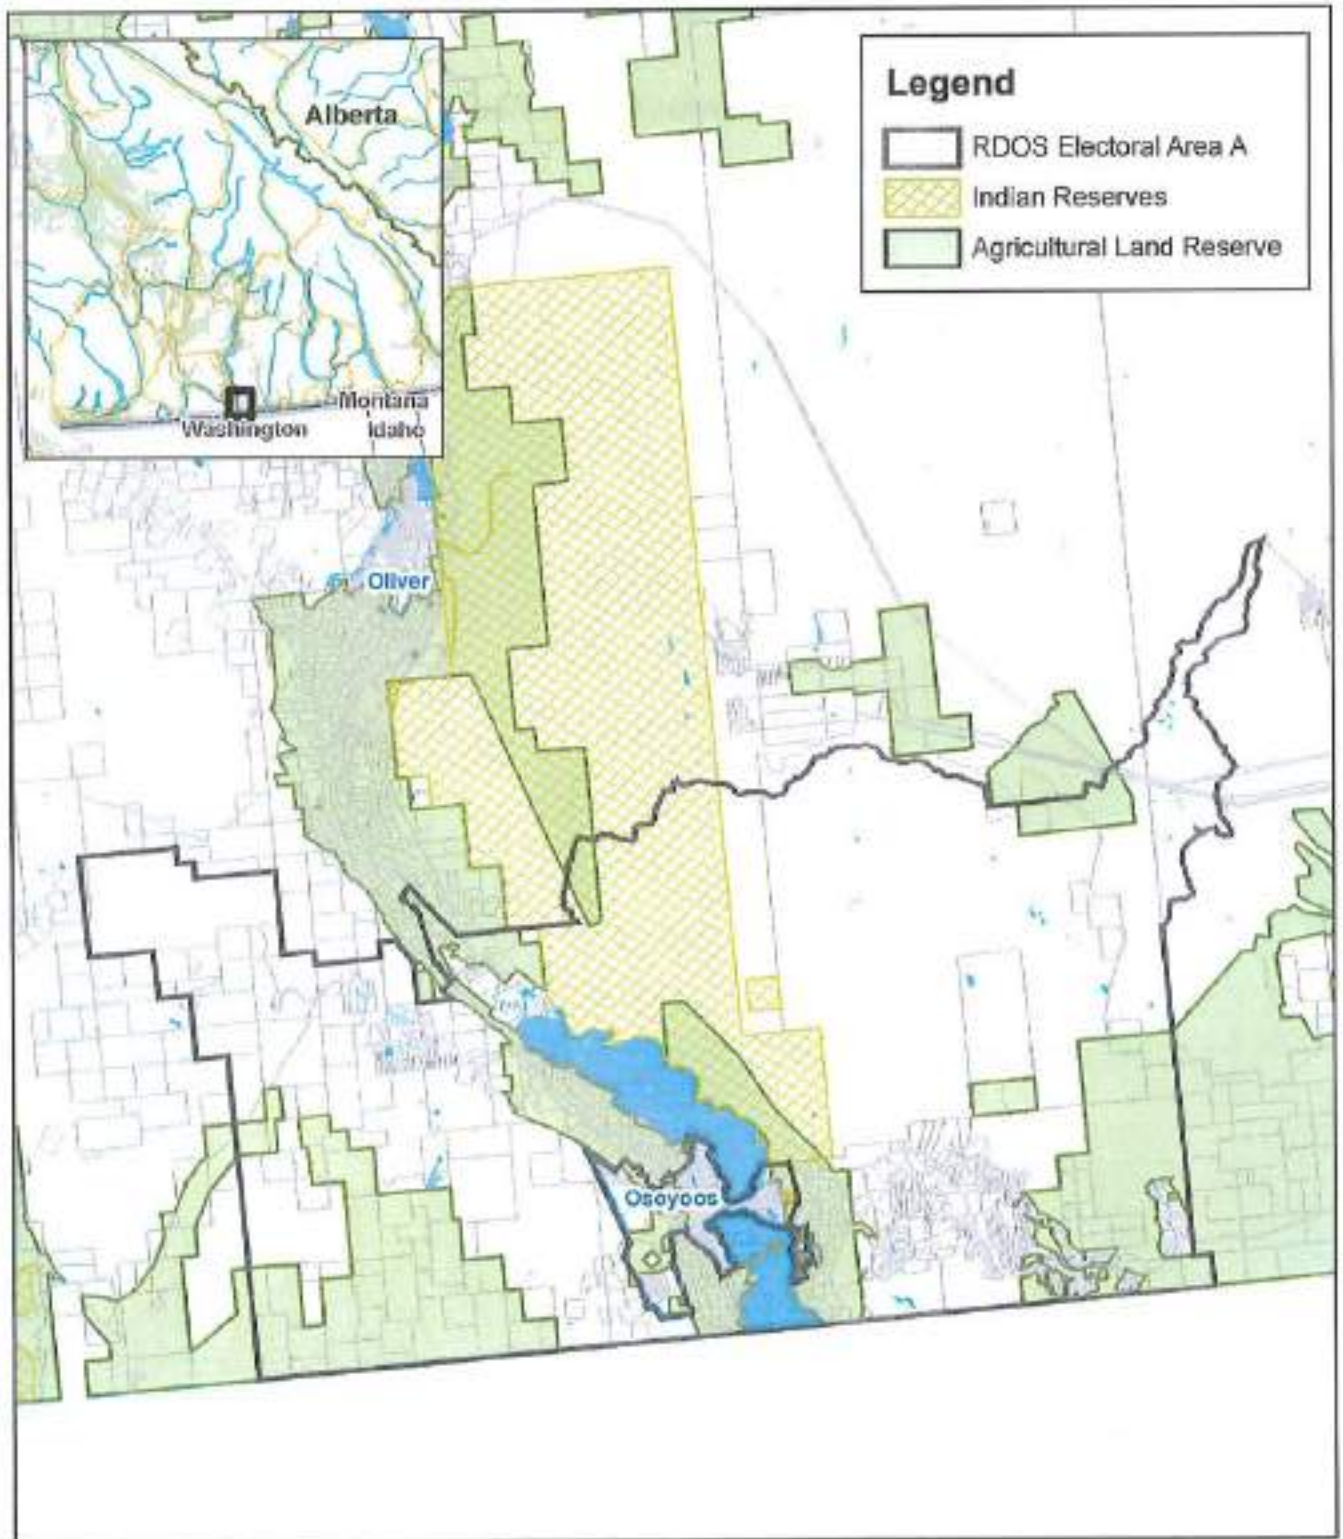 Alberta
Montana
Washington
Idaho
Legend
RDOS Electoral Area A
Indian Reserves
Agricultural Land Reserve
Oliver
Osoyoos